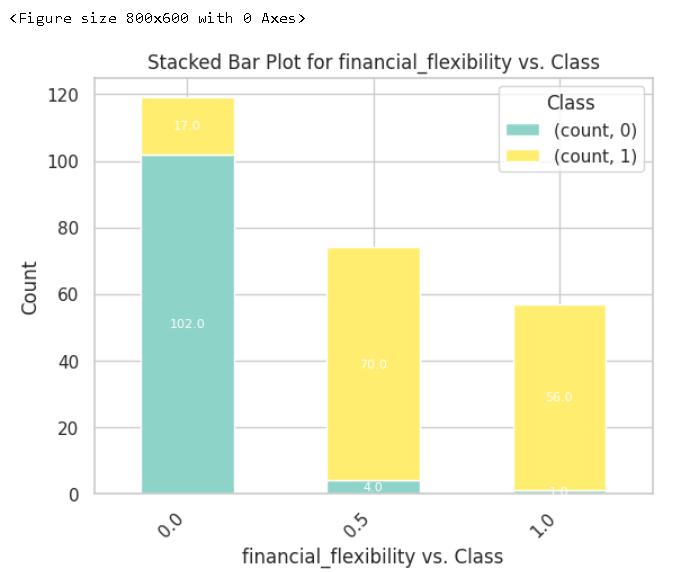 <Figure size 800x600 with 0 Axes>
Stacked Bar Plot for financial_flexibility vs. Class
Class
(count, 0)
(count, 1)
120
100
80
60
40
20
0
Count
17.0
102.0
70.0
4.0
56.0
1.0
0.0
0.5
1.0
financial_flexibility vs. Class